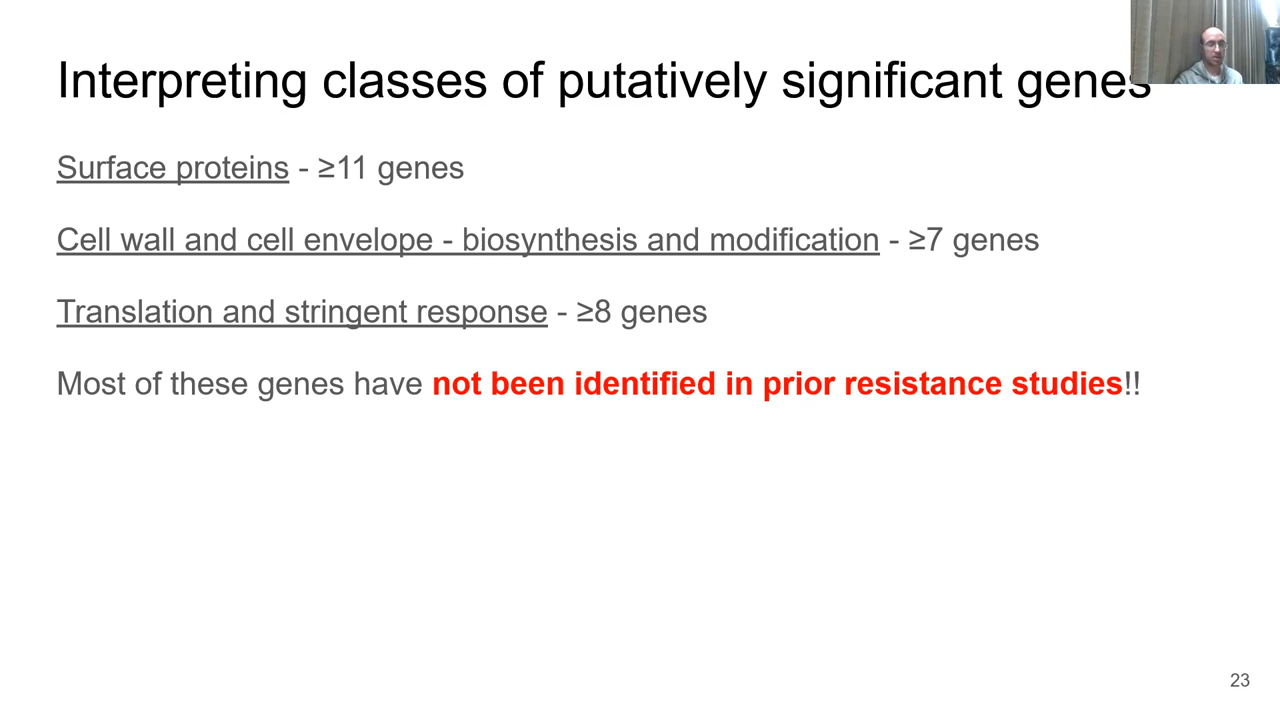 Interpreting classes of putatively significant genes
Surface proteins - ≥11 genes
Cell wall and cell envelope - biosynthesis and modification - ≥7 genes
Translation and stringent response - ≥8 genes
Most of these genes have not been identified in prior resistance studies!!
23